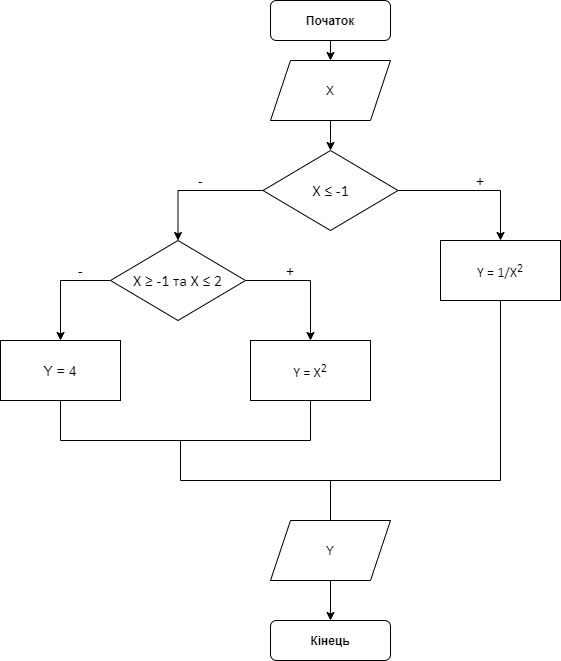 Початок
X
X ≤ -1
-
+
X ≥ -1 та X ≤ 2
Y = 1/X²
-
+
Y = 4
Y = X²
Y
Кінець